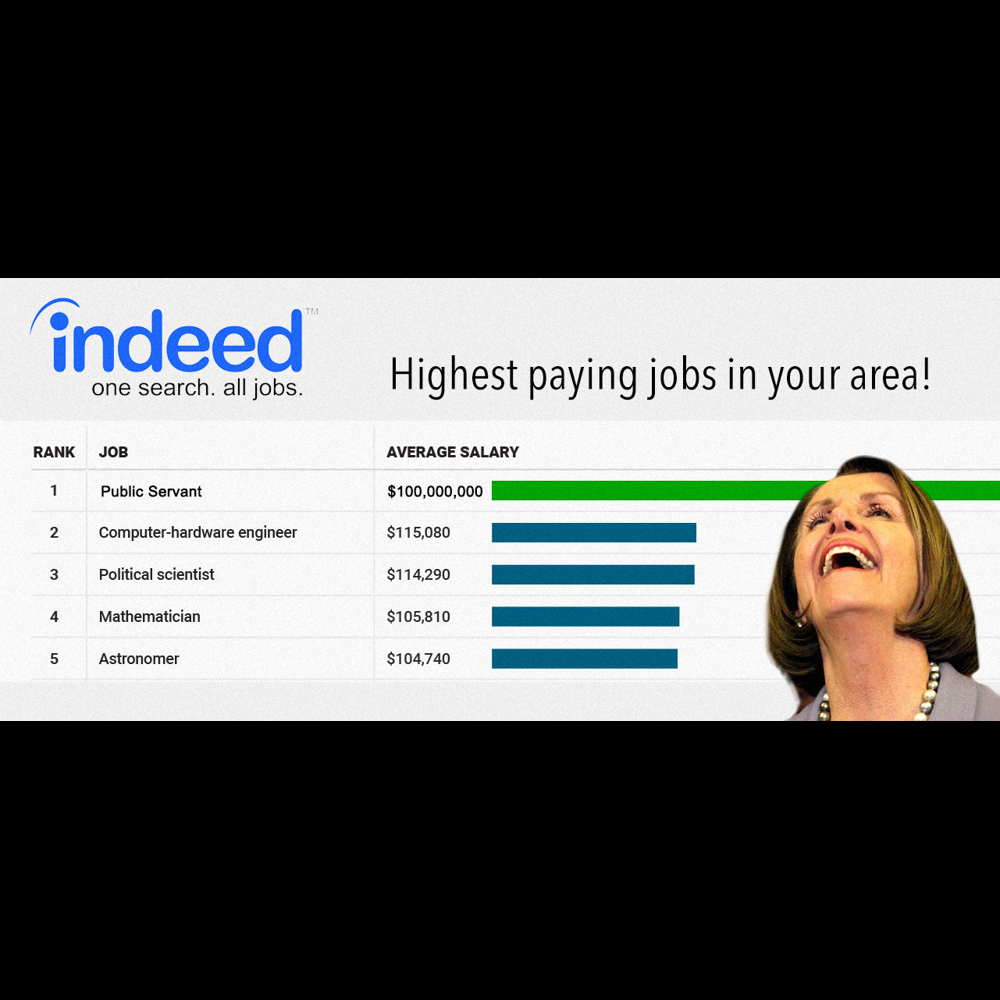 indeed™
one search. all jobs.
Highest paying jobs in your area!
RANK JOB AVERAGE SALARY
1 Public Servant $100,000,000
2 Computer-hardware engineer $115,080
3 Political scientist $114,290
4 Mathematician $105,810
5 Astronomer $104,740